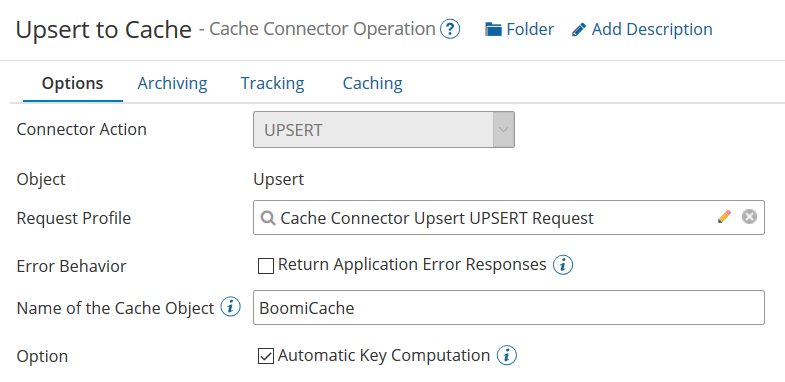 Upsert to Cache - Cache Connector Operation ? Folder Add Description
Options Archiving Tracking Caching
Connector Action UPSERT
Object Upsert
Request Profile Cache Connector Upsert UPSERT Request
Error Behavior Return Application Error Responses i
Name of the Cache Object i BoomiCache
Option Automatic Key Computation i